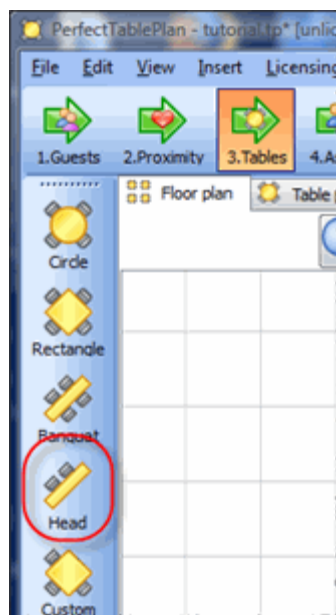 PerfectTablePlan - tutorial.tp* [unlic
File Edit View Insert Licensing
1.Guests 2.Proximity 3.Tables 4.As
Floor plan Table
Circle
Rectangle
Banquet
Head
Custom